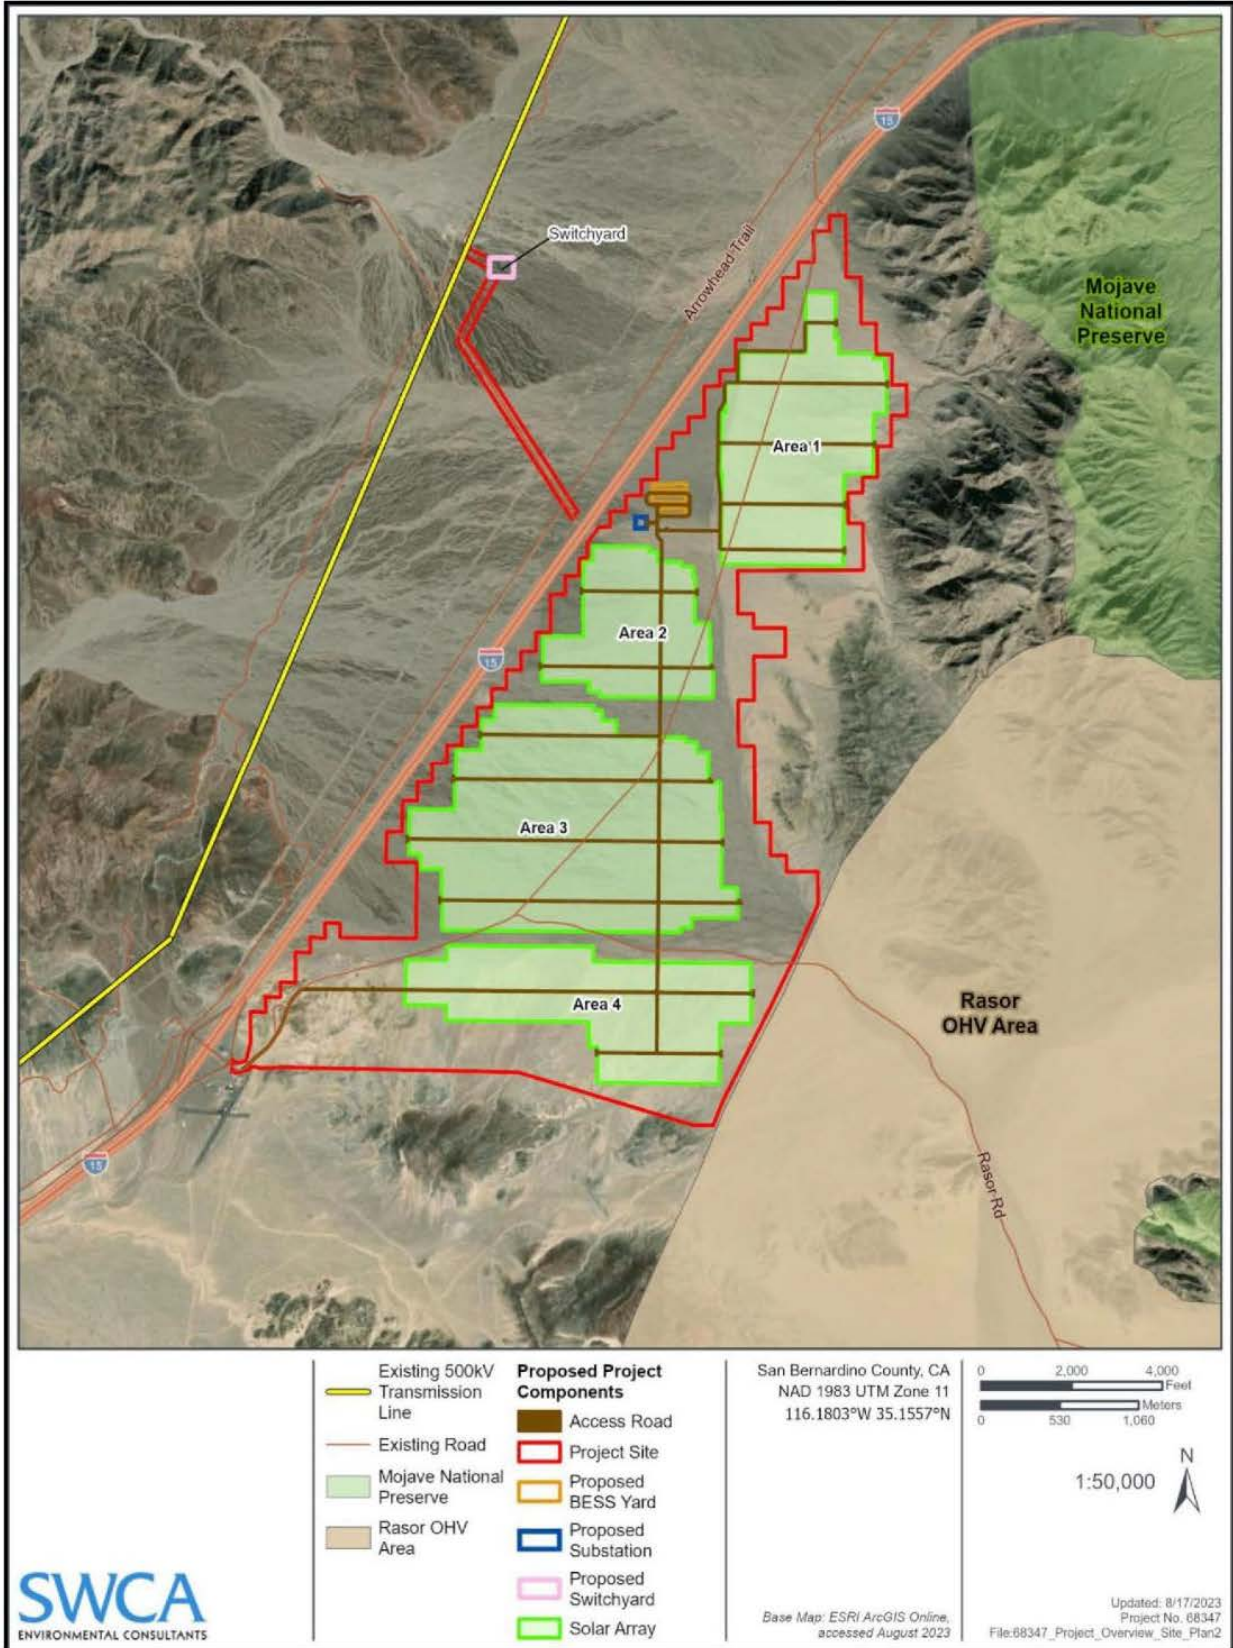 15
Switchyard
Arrowhead Trail
Mojave
National
Preserve
Area 1
Area 2
15
Area 3
Area 4
Rasor
OHV Area
15
Rasor Rd
Existing 500kV
Transmission
Line
Existing Road
Mojave National
Preserve
Rasor OHV
Area
Proposed Project
Components
Access Road
Project Site
Proposed
BESS Yard
Proposed
Substation
Proposed
Switchyard
Solar Array
San Bernardino County, CA
NAD 1983 UTM Zone 11
116.1803°W 35.1557°N
Base Map: ESRI ArcGIS Online,
accessed August 2023
0 2,000 4,000
Feet
Meters
0 530 1,060
N
1:50,000
Updated: 8/17/2023
Project No. 68347
File:68347_Project_Overview_Site_Plan2
SWCA
ENVIRONMENTAL CONSULTANTS